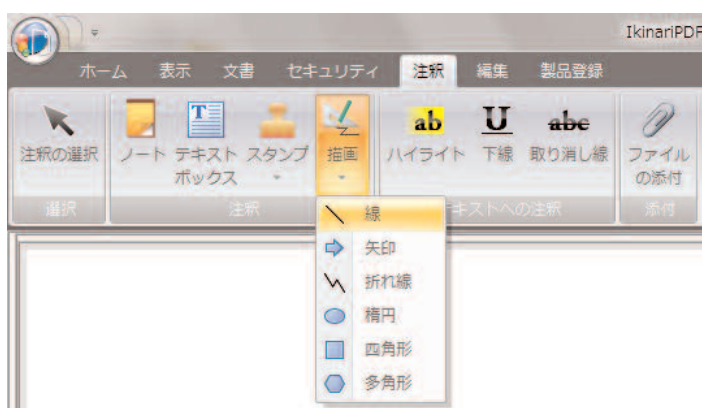 IkinariPDF
ホーム 表示 文書 セキュリティ 注釈 編集 製品登録
T
ab U abc
注釈の選択 ノート テキスト スタンプ 描画 ハイライト 下線 取り消し線 ファイル
ボックス の添付
選択 注釈 キストへの注釈 添付
線
矢印
折れ線
楕円
四角形
多角形